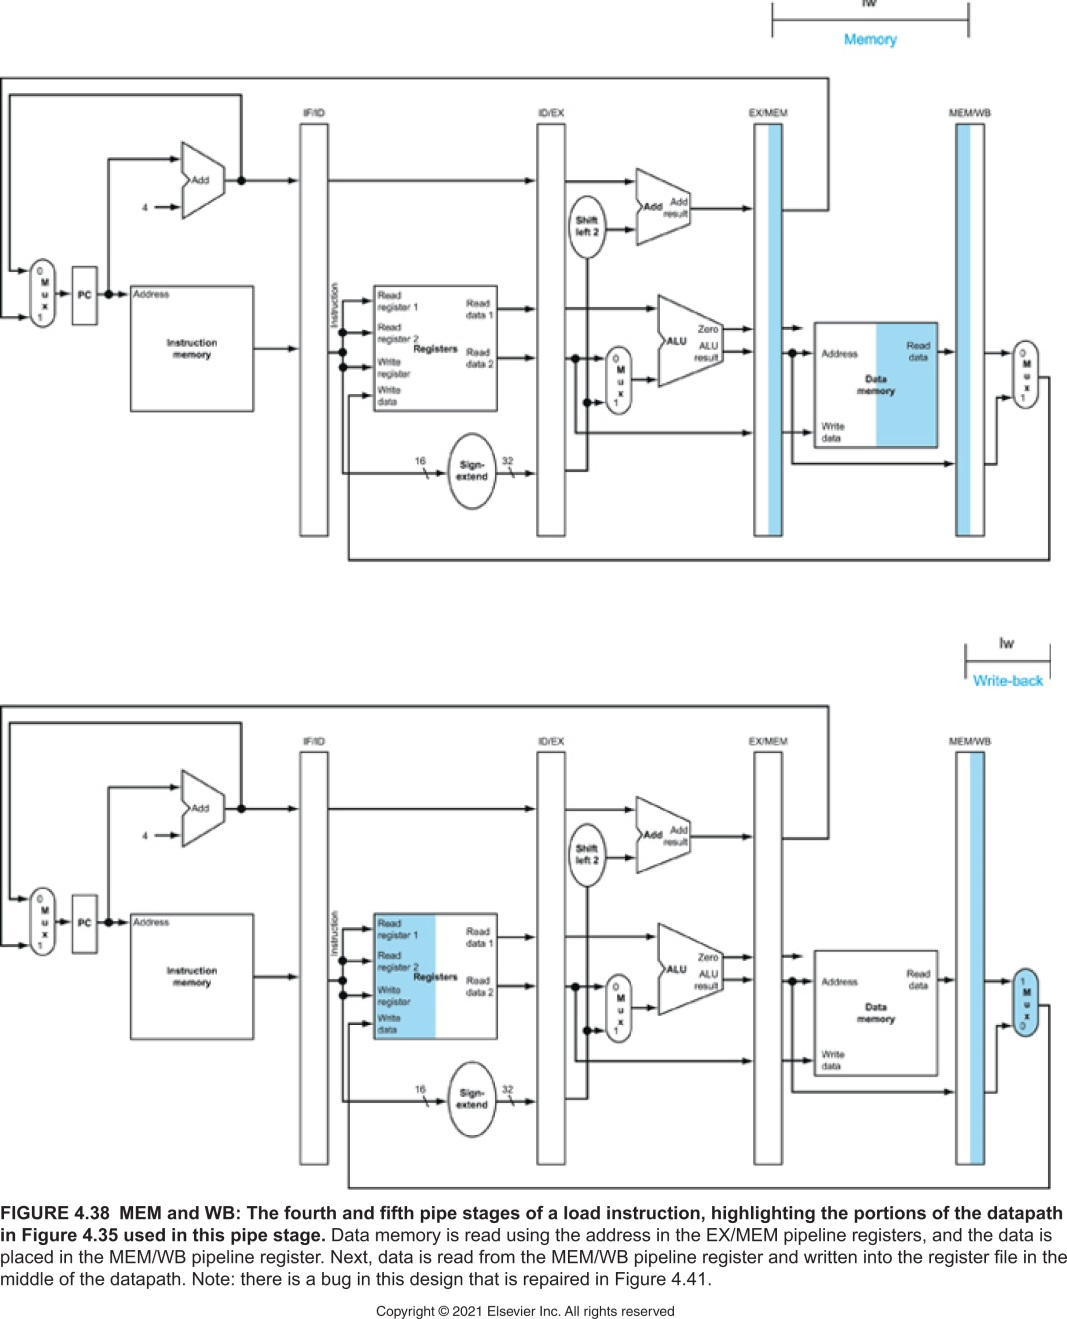 lw
Memory
IF/ID
ID/EX
EX/MEM
MEM/WB
Add
4
Shift
left 2
Add
Add
result
0
M
u
x
1
PC
Address
Instruction
memory
Instruction
Read
register 1
Read
register 2
Write
register
Write
data
Registers
Read
data 1
Read
data 2
16
Sign-
extend
32
0
M
u
x
1
ALU
Zero
ALU
result
Address
Write
data
Data
memory
Read
data
0
M
u
x
1
lw
Write-back
IF/ID
ID/EX
EX/MEM
MEM/WB
Add
4
Shift
left 2
Add
Add
result
0
M
u
x
1
PC
Address
Instruction
memory
Instruction
Read
register 1
Read
register 2
Write
register
Write
data
Registers
Read
data 1
Read
data 2
16
Sign-
extend
32
0
M
u
x
1
ALU
Zero
ALU
result
Address
Write
data
Data
memory
Read
data
1
M
u
x
0
FIGURE 4.38 MEM and WB: The fourth and fifth pipe stages of a load instruction, highlighting the portions of the datapath
in Figure 4.35 used in this pipe stage. Data memory is read using the address in the EX/MEM pipeline registers, and the data is
placed in the MEM/WB pipeline register. Next, data is read from the MEM/WB pipeline register and written into the register file in the
middle of the datapath. Note: there is a bug in this design that is repaired in Figure 4.41.
Copyright © 2021 Elsevier Inc. All rights reserved